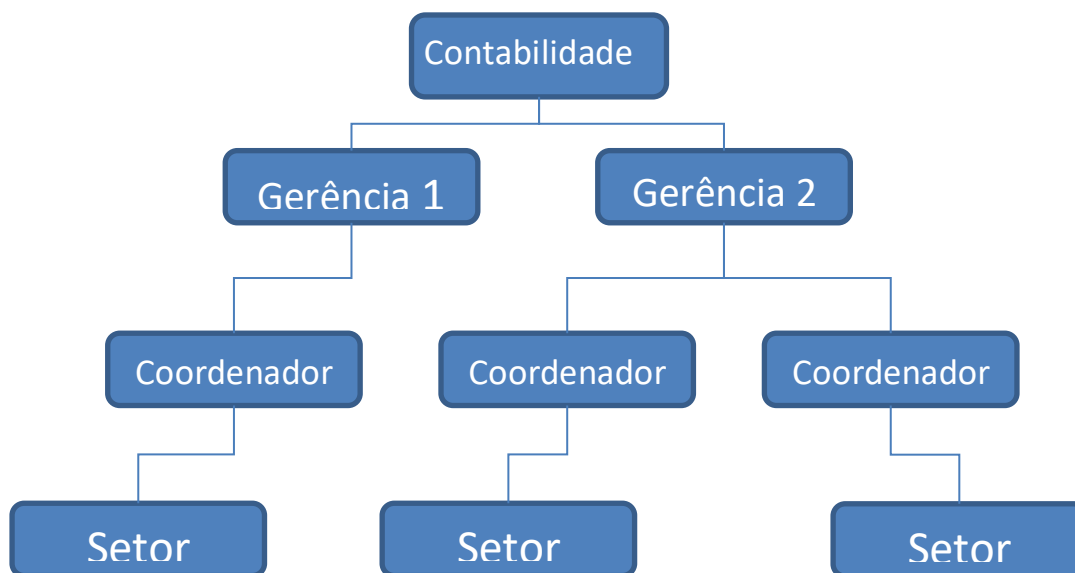 Contabilidade
Gerência 1
Gerência 2
Coordenador
Coordenador
Coordenador
Setor
Setor
Setor